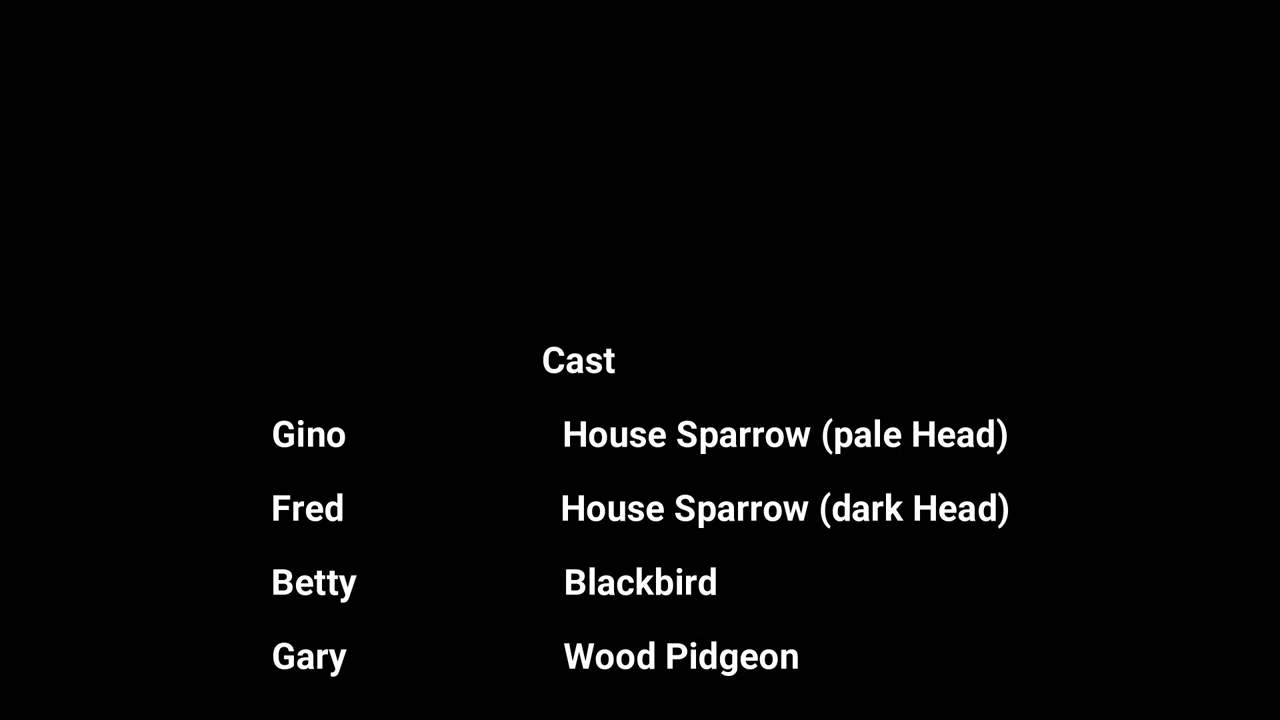 Cast
Gino House Sparrow (pale Head)
Fred House Sparrow (dark Head)
Betty Blackbird
Gary Wood Pidgeon